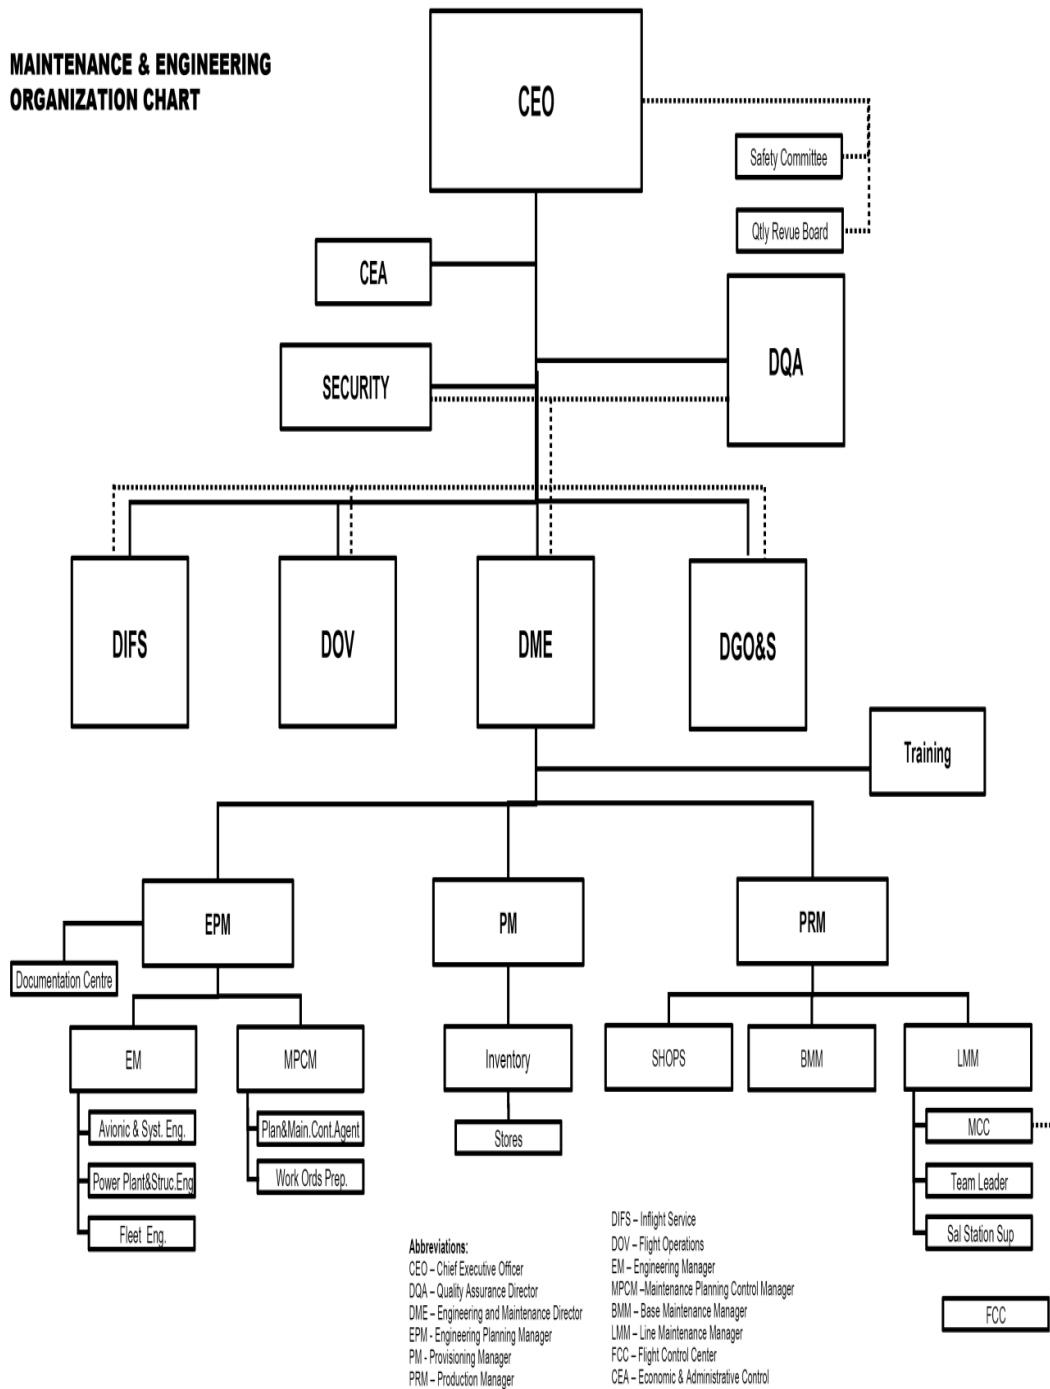 MAINTENANCE & ENGINEERING
ORGANIZATION CHART
CEO
Safety Committee
Qtly Revue Board
CEA
DQA
SECURITY
DIFS
DOV
DME
DGO&S
Training
EPM
PM
PRM
Documentation Centre
EM
MPCM
Inventory
SHOPS
BMM
LMM
Avionic & Syst. Eng.
Plan&Main.Cont.Agent
Stores
MCC
Power Plant&Struc.Eng
Work Ords Prep.
Team Leader
Fleet Eng.
Sal Station Sup
FCC
Abbreviations:
CEO – Chief Executive Officer
DQA – Quality Assurance Director
DME – Engineering and Maintenance Director
EPM - Engineering Planning Manager
PM - Provisioning Manager
PRM – Production Manager
DIFS – Inflight Service
DOV – Flight Operations
EM – Engineering Manager
MPCM –Maintenance Planning Control Manager
BMM – Base Maintenance Manager
LMM – Line Maintenance Manager
FCC – Flight Control Center
CEA – Economic & Administrative Control